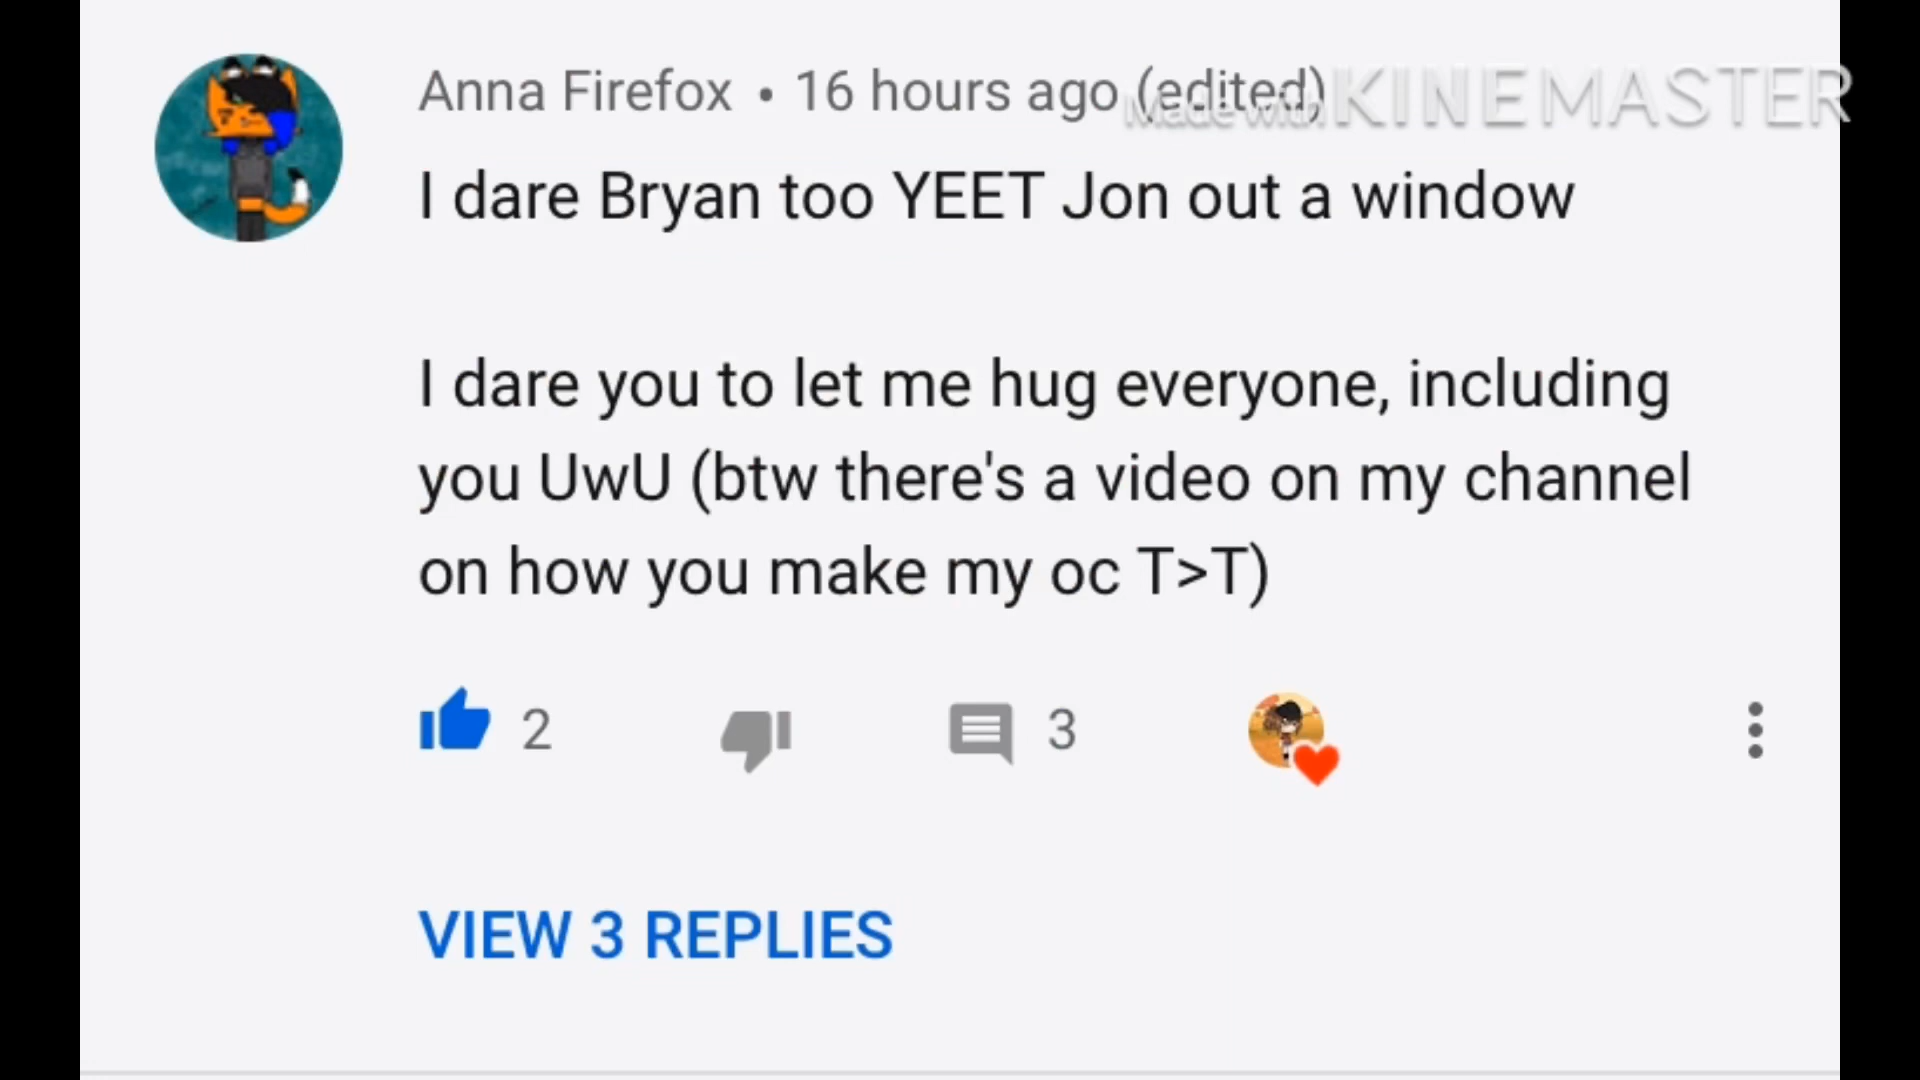 Anna Firefox • 16 hours ago (edited)
Made with KINEMASTER
I dare Bryan too YEET Jon out a window
I dare you to let me hug everyone, including
you UwU (btw there's a video on my channel
on how you make my oc T>T)
2
3
VIEW 3 REPLIES